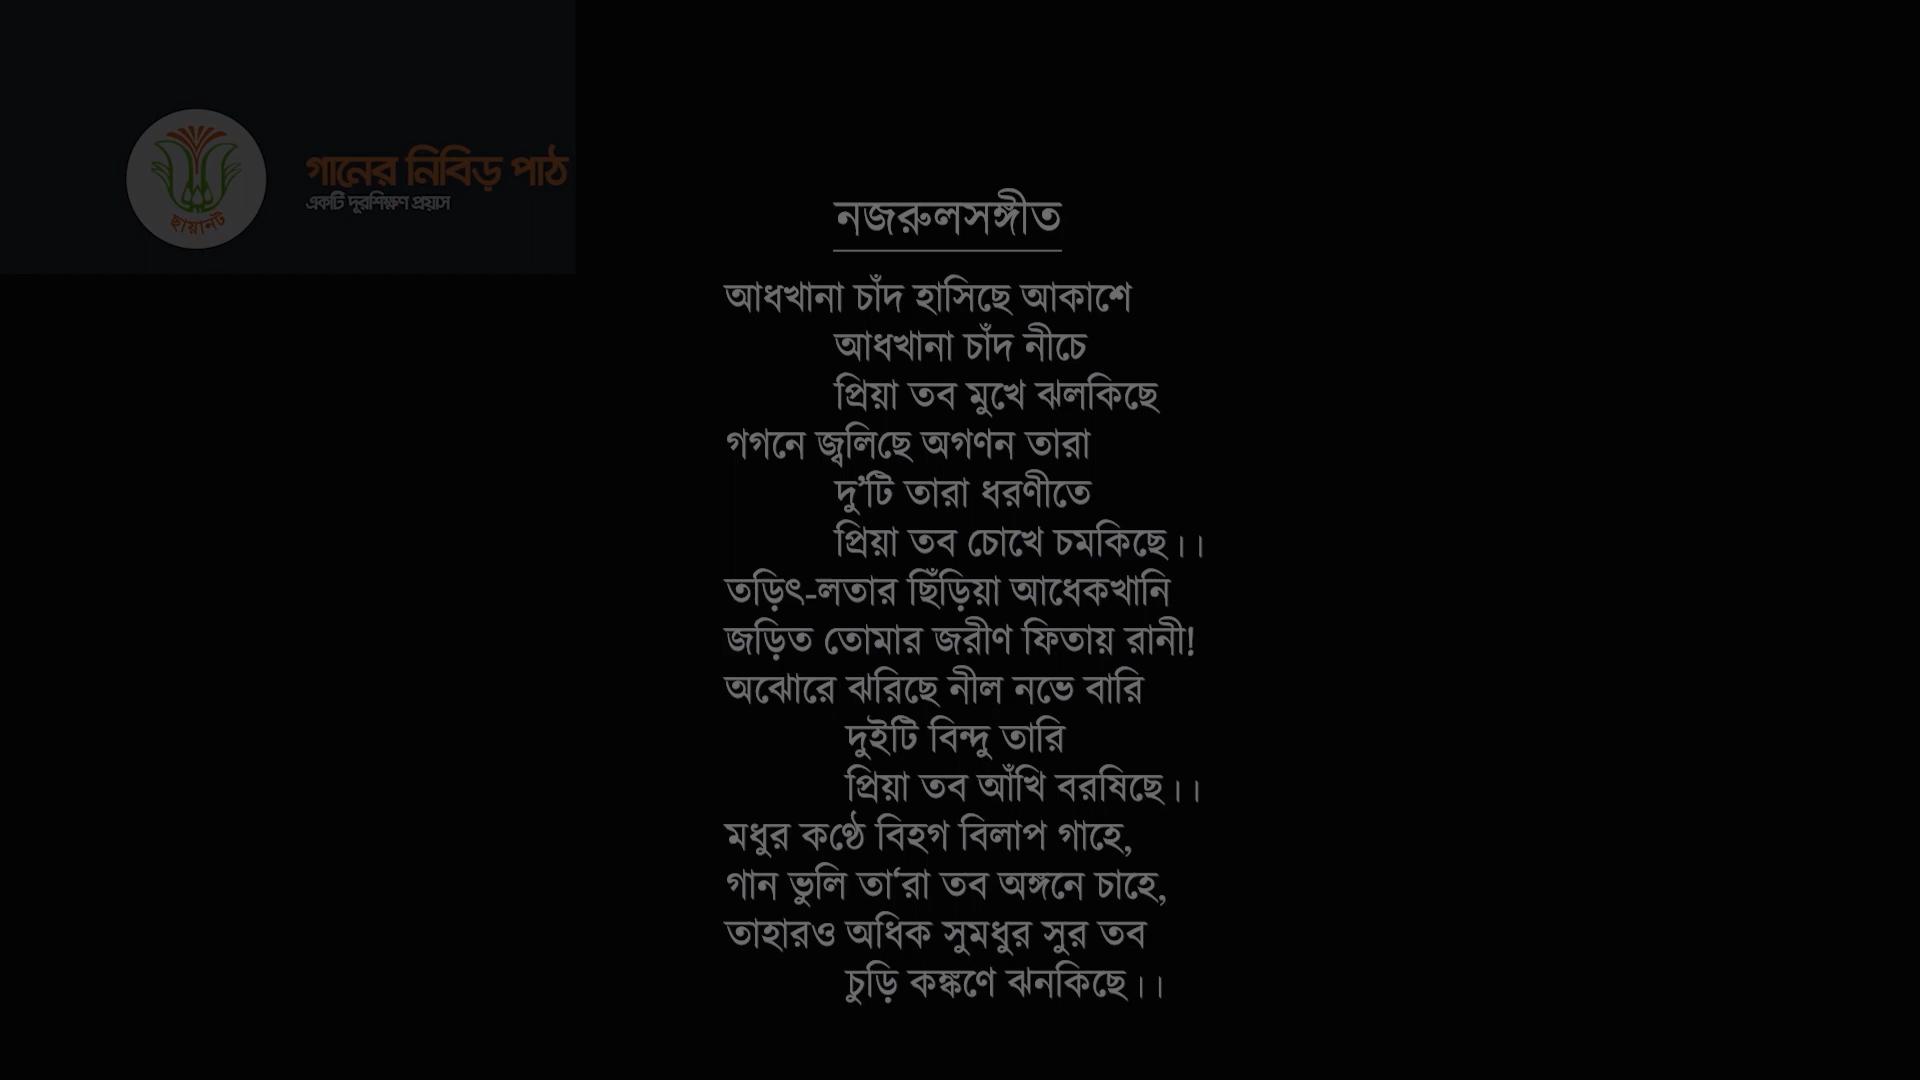 ছায়ানট
গানের নিবিড় পাঠ
একটি দূরশিক্ষণ প্রয়াস
নজরুলসঙ্গীত
আধখানা চাঁদ হাসিছে আকাশে
আধখানা চাঁদ নীচে
প্রিয়া তব মুখে ঝলকিছে
গগনে জ্বলিছে অগণন তারা
দু’টি তারা ধরণীতে
প্রিয়া তব চোখে চমকিছে।।
তড়িৎ-লতার ছিঁড়িয়া আধেকখানি
জড়িত তোমার জরীণ ফিতায় রানী!
অঝোরে ঝরিছে নীল নভে বারি
দুইটি বিন্দু তারি
প্রিয়া তব আঁখি বরষিছে।।
মধুর কণ্ঠে বিহগ বিলাপ গাহে,
গান ভুলি তা‘রা তব অঙ্গনে চাহে,
তাহারও অধিক সুমধুর সুর তব
চুড়ি কঙ্কণে ঝনকিছে।।